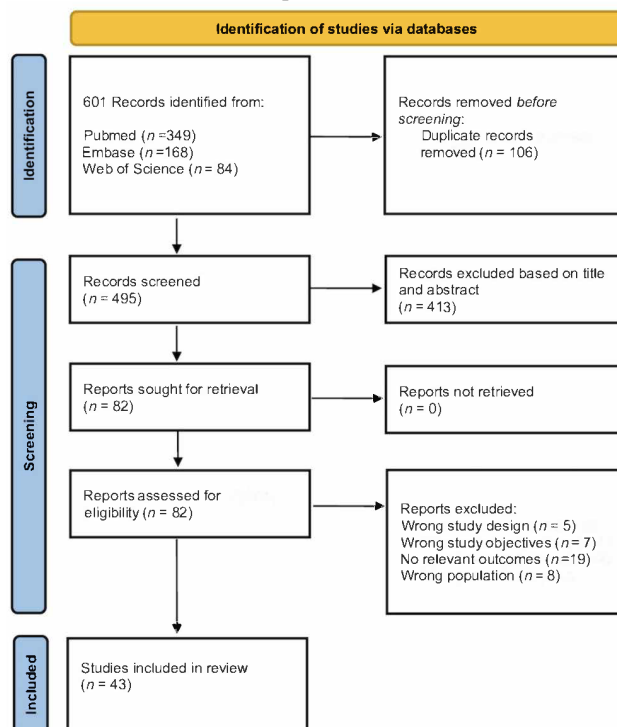 Identification of studies via databases
Identification
601 Records identified from:
Pubmed (n =349)
Embase (n =168)
Web of Science (n = 84)
Records removed before
screening:
Duplicate records
removed (n = 106)
Screening
Records screened
(n = 495)
Records excluded based on title
and abstract
(n = 413)
Reports sought for retrieval
(n = 82)
Reports not retrieved
(n = 0)
Reports assessed for
eligibility (n = 82)
Reports excluded:
Wrong study design (n = 5)
Wrong study objectives (n = 7)
No relevant outcomes (n =19)
Wrong population (n = 8)
Included
Studies included in review
(n = 43)